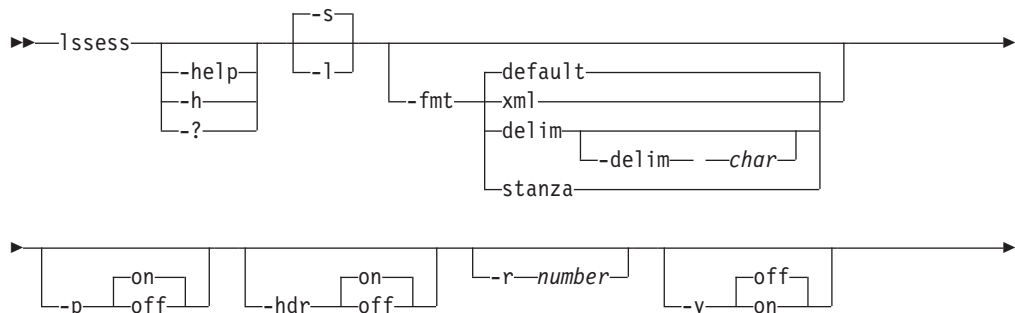 -s
lssess
-help
-l
default
-h
-fmt
xml
-?
delim
-delim char
stanza
on
on
-r number
off
-p
off
-hdr
off
-v
on